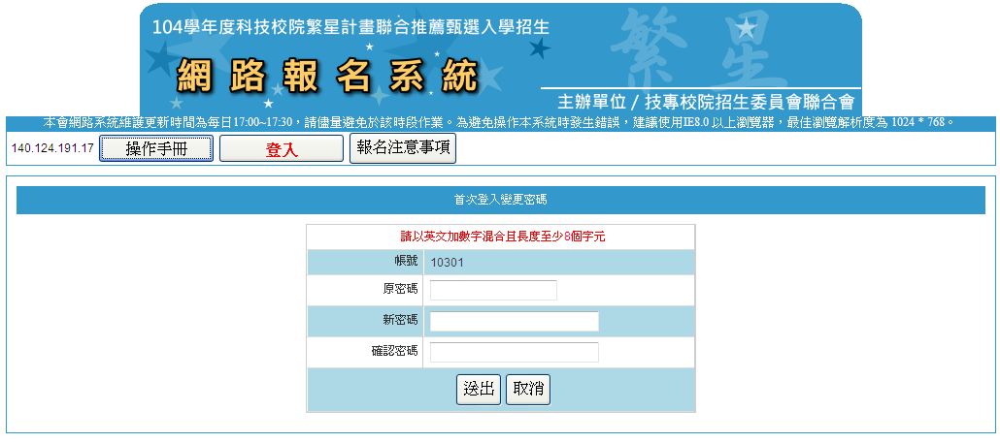 104學年度科技校院繁星計畫聯合推薦甄選入學招生
繁星
網路報名系統
主辦單位 / 技專校院招生委員會聯合會
本會網路系統維護更新時間為每日17:00~17:30，請儘量避免於該時段作業。為避免操作本系統時發生錯誤，建議使用IE8.0 以上瀏覽器，最佳瀏覽解析度為 1024 * 768。
140.124.191.17 操作手冊 登入 報名注意事項
首次登入變更密碼
請以英文加數字混合且長度至少8個字元
帳號 10301
原密碼
新密碼
確認密碼
送出 取消